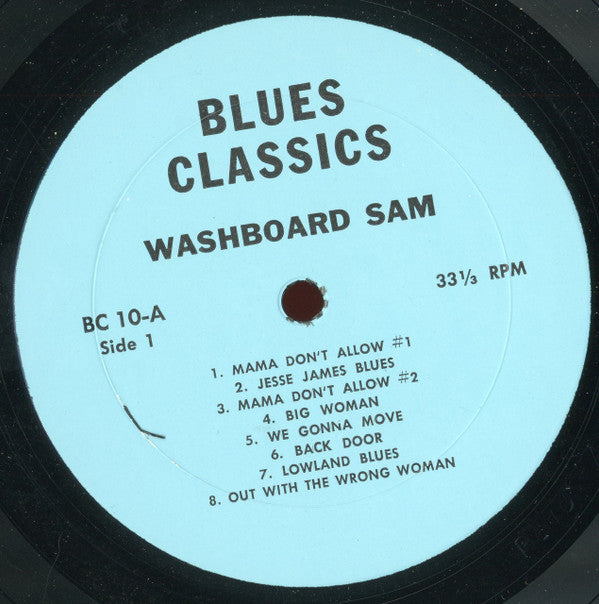 BLUES
CLASSICS
WASHBOARD SAM
BC 10-A
Side 1
33⅓ RPM
1. MAMA DON'T ALLOW #1
2. JESSE JAMES BLUES
3. MAMA DON'T ALLOW #2
4. BIG WOMAN
5. WE GONNA MOVE
6. BACK DOOR
7. LOWLAND BLUES
8. OUT WITH THE WRONG WOMAN